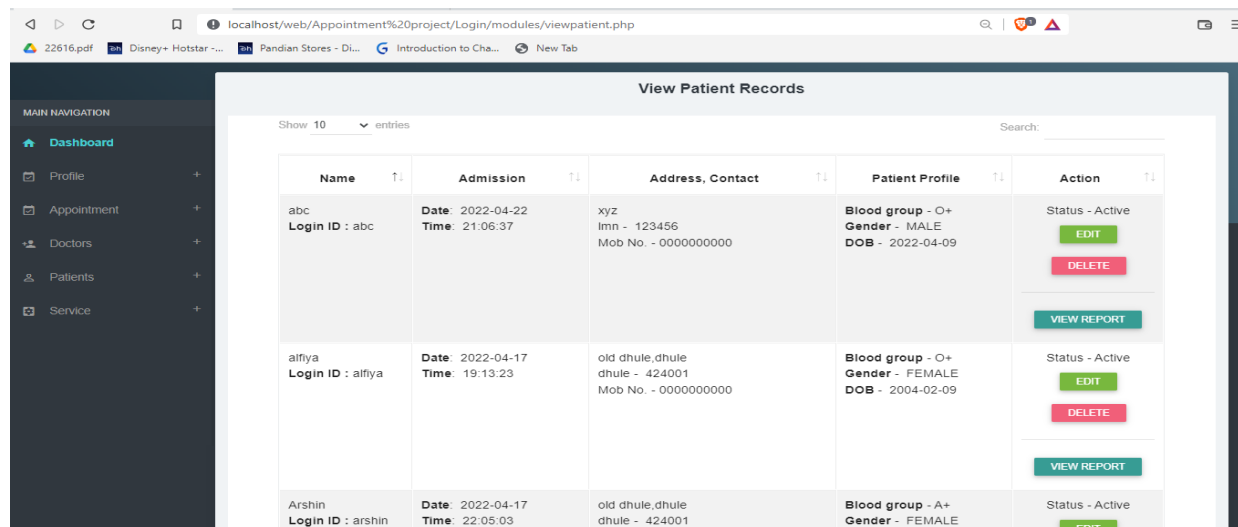 localhost/web/Appointment%20project/Login/modules/viewpatient.php
22616.pdf Disney+ Hotstar -... Pandian Stores - Di... Introduction to Cha... New Tab
View Patient Records
MAIN NAVIGATION
Dashboard
Profile +
Appointment +
Doctors +
Patients +
Service +
Show 10 entries
Search:
Name Admission Address, Contact Patient Profile Action
abc
Login ID : abc
Date: 2022-04-22
Time: 21:06:37
xyz
lmn - 123456
Mob No. - 0000000000
Blood group - O+
Gender - MALE
DOB - 2022-04-09
Status - Active
EDIT
DELETE
VIEW REPORT
alfiya
Login ID : alfiya
Date: 2022-04-17
Time: 19:13:23
old dhule,dhule
dhule - 424001
Mob No. - 0000000000
Blood group - O+
Gender - FEMALE
DOB - 2004-02-09
Status - Active
EDIT
DELETE
VIEW REPORT
Arshin
Login ID : arshin
Date: 2022-04-17
Time: 22:05:03
old dhule,dhule
dhule - 424001
Blood group - A+
Gender - FEMALE
Status - Active
EDIT